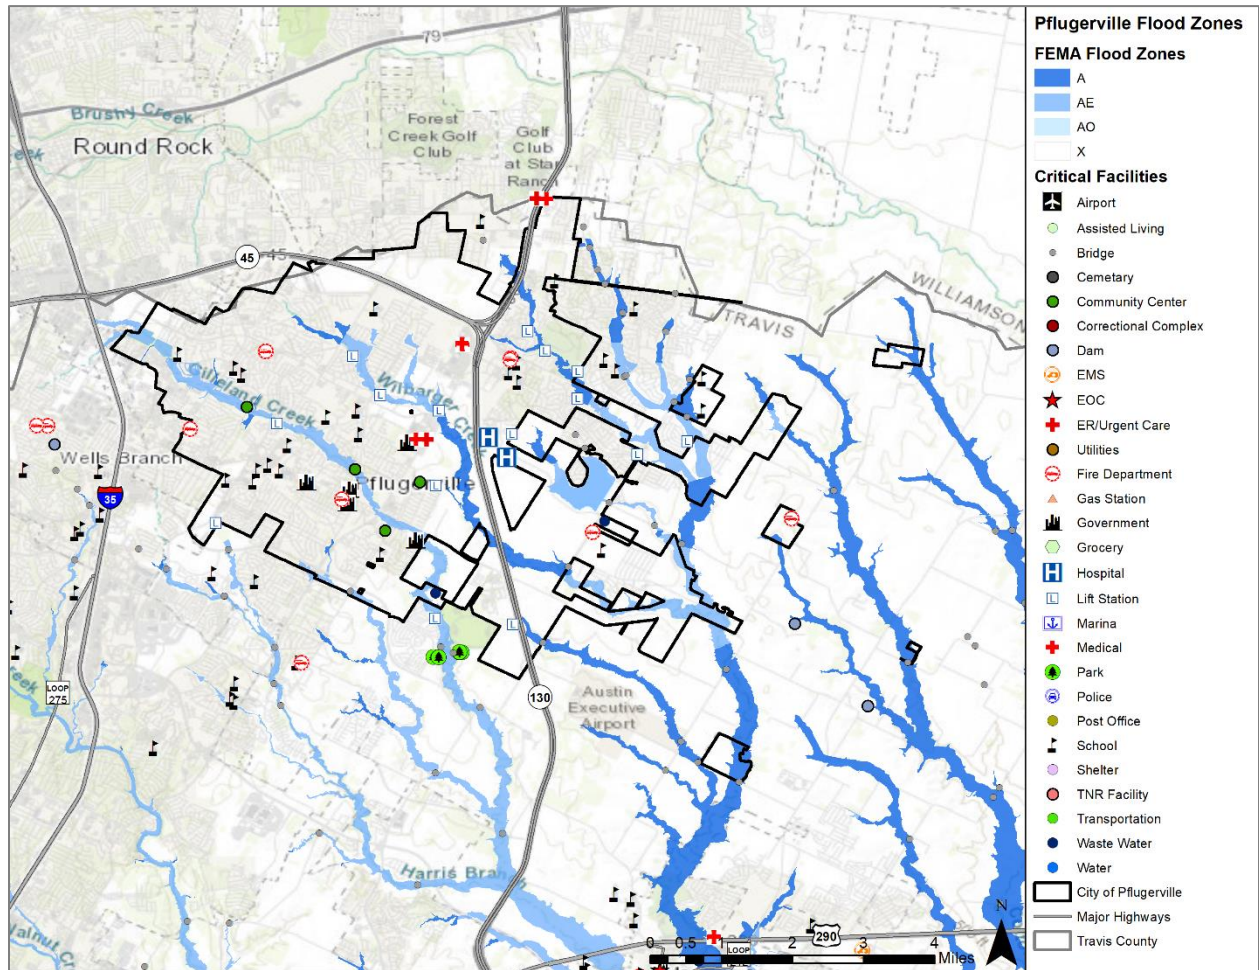 79
Brushy Creek
Round Rock
Forest
Creek Golf
Club
Golf
Club
at Star
Ranch
45
45
WILLIAMSON
TRAVIS
Gilleland Creek
Wilbarger Creek
Wells Branch
Pflugerville
35
LOOP
275
Creek
130
Austin
Executive
Airport
Harris Branch
Walnut
290
LOOP
0 0.5 1 2 3 4
Miles
N
Pflugerville Flood Zones
FEMA Flood Zones
A
AE
AO
X
Critical Facilities
Airport
Assisted Living
Bridge
Cemetary
Community Center
Correctional Complex
Dam
EMS
EOC
ER/Urgent Care
Utilities
Fire Department
Gas Station
Government
Grocery
Hospital
Lift Station
Marina
Medical
Park
Police
Post Office
School
Shelter
TNR Facility
Transportation
Waste Water
Water
City of Pflugerville
Major Highways
Travis County